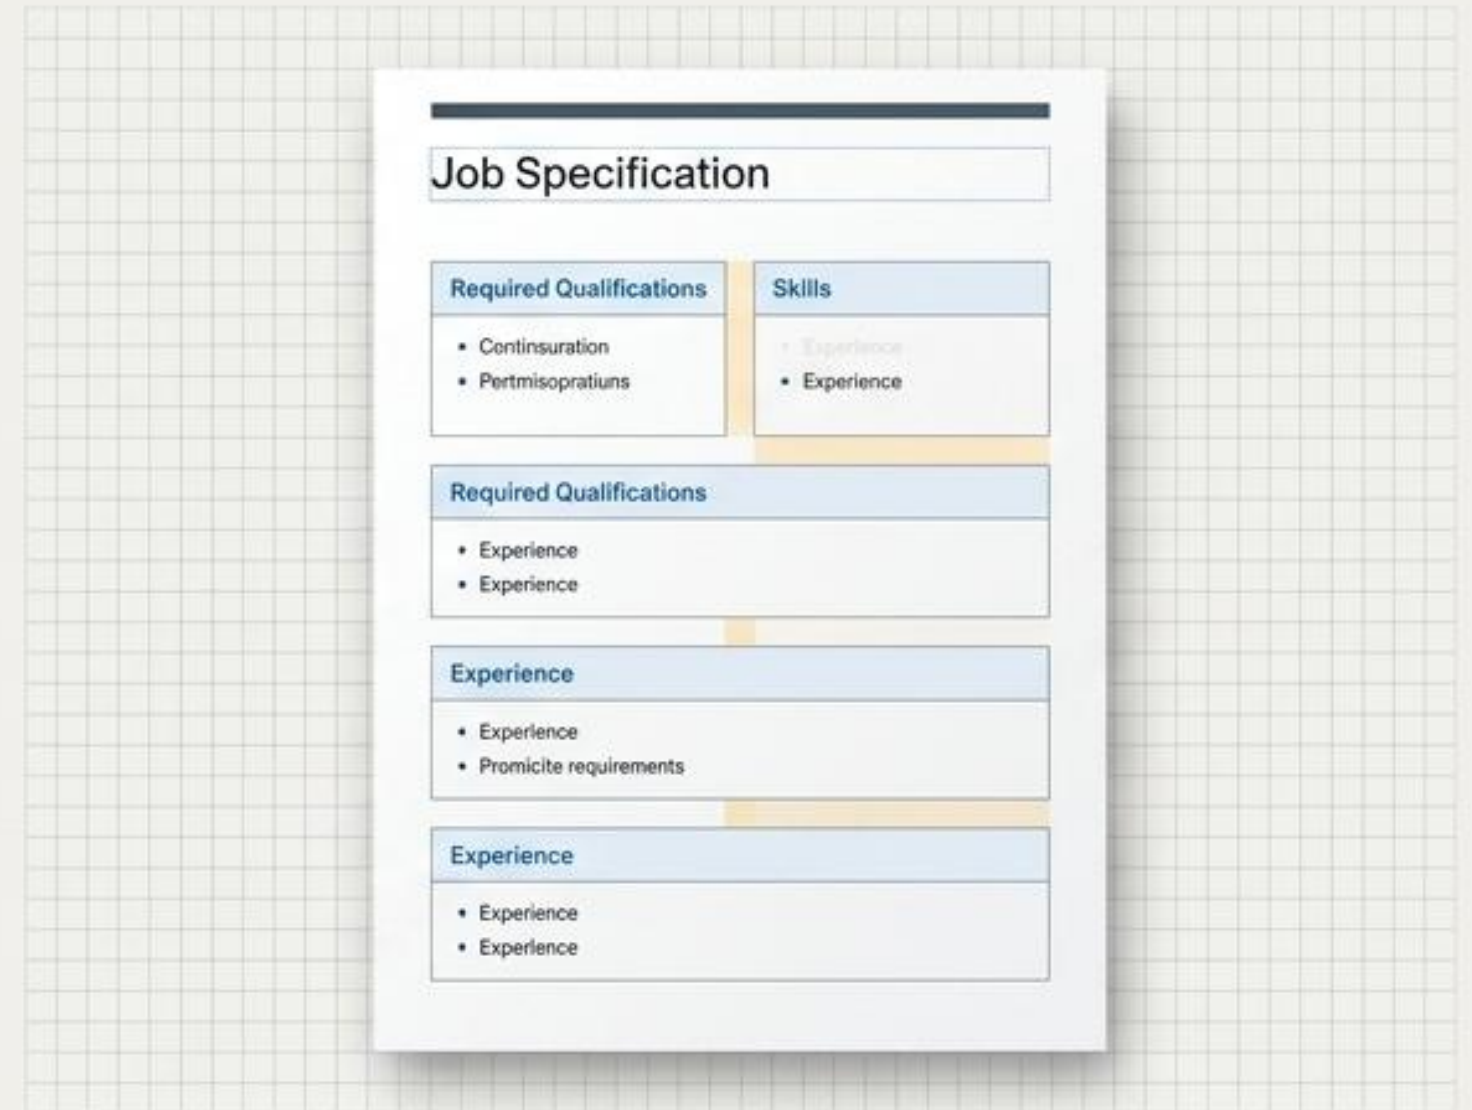 Job Specification
Required Qualifications
• Continsuration
• Pertmisopratiuns
Skills
• Experience
• Experience
Required Qualifications
• Experience
• Experience
Experience
• Experlence
• Promicite requirements
Experience
• Experience
• Experlence